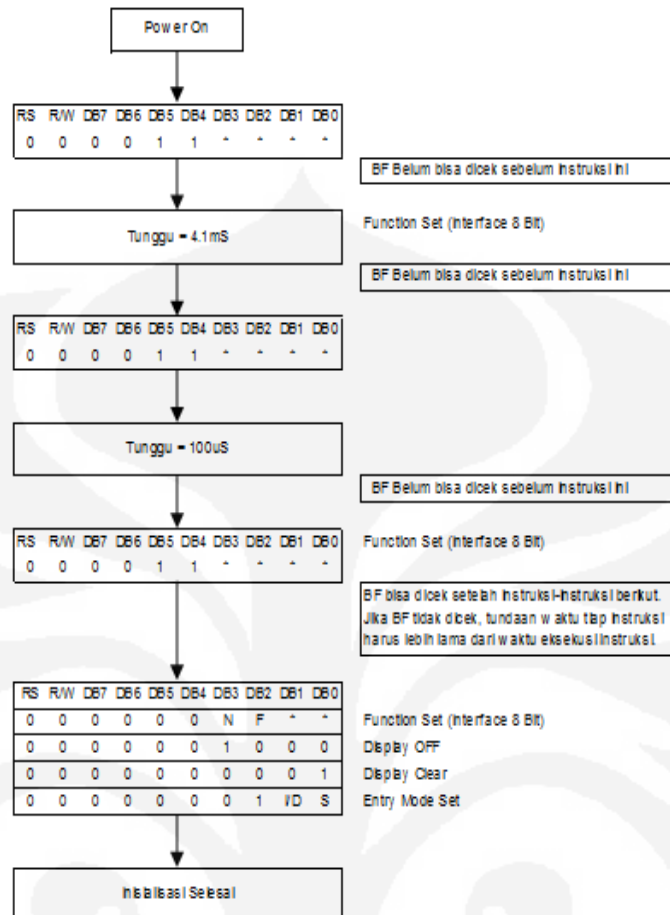 Power On
RS R/W DB7 DB6 DB5 DB4 DB3 DB2 DB1 DB0
0 0 0 0 1 1 * * * *
BF Belum bisa dicek sebelum instruksi ini
Tunggu = 4.1mS
Function Set (Interface 8 Bit)
BF Belum bisa dicek sebelum instruksi ini
RS R/W DB7 DB6 DB5 DB4 DB3 DB2 DB1 DB0
0 0 0 0 1 1 * * * *
Tunggu = 100uS
BF Belum bisa dicek sebelum instruksi ini
RS R/W DB7 DB6 DB5 DB4 DB3 DB2 DB1 DB0
0 0 0 0 1 1 * * * *
Function Set (Interface 8 Bit)
BF bisa dicek setelah instruksi-instruksi berikut.
Jika BF tidak dicek, tundaan waktu tiap instruksi
harus lebih lama dari waktu eksekusi instruksi.
RS R/W DB7 DB6 DB5 DB4 DB3 DB2 DB1 DB0
0 0 0 0 0 0 N F * * Function Set (Interface 8 Bit)
0 0 0 0 0 0 1 0 0 0 Display OFF
0 0 0 0 0 0 0 0 0 1 Display Clear
0 0 0 0 0 0 0 1 I/D S Entry Mode Set
Inisialisasi Selesai